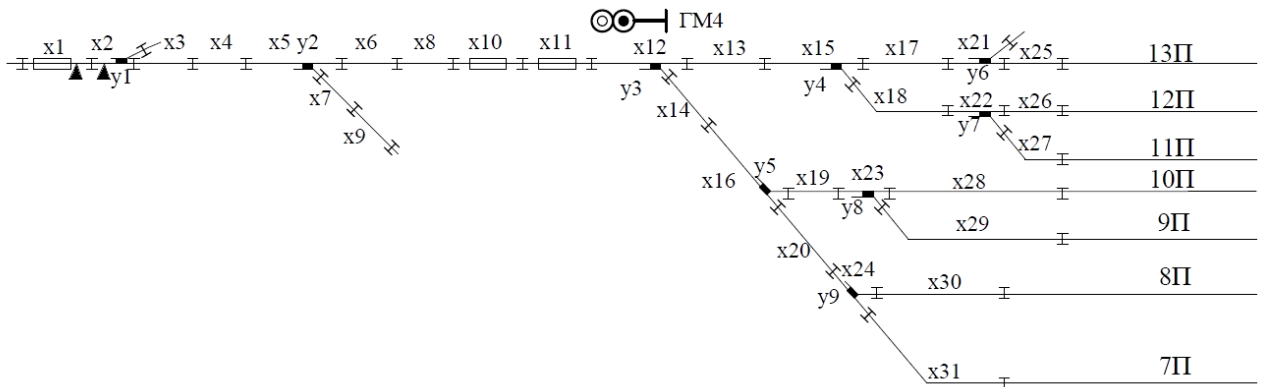 ГМ4
x1 x2 x3 x4 x5 y2 x6 x8 x10 x11 x12 x13 x15 x17 x21 x25 13П
y1 y3 y4 y6
x7 x14 x18 x22 x26 12П
y7
x9 x27 11П
x16 y5 x19 x23 x28 10П
y8
x29 9П
x20 x24 x30 8П
y9
x31 7П